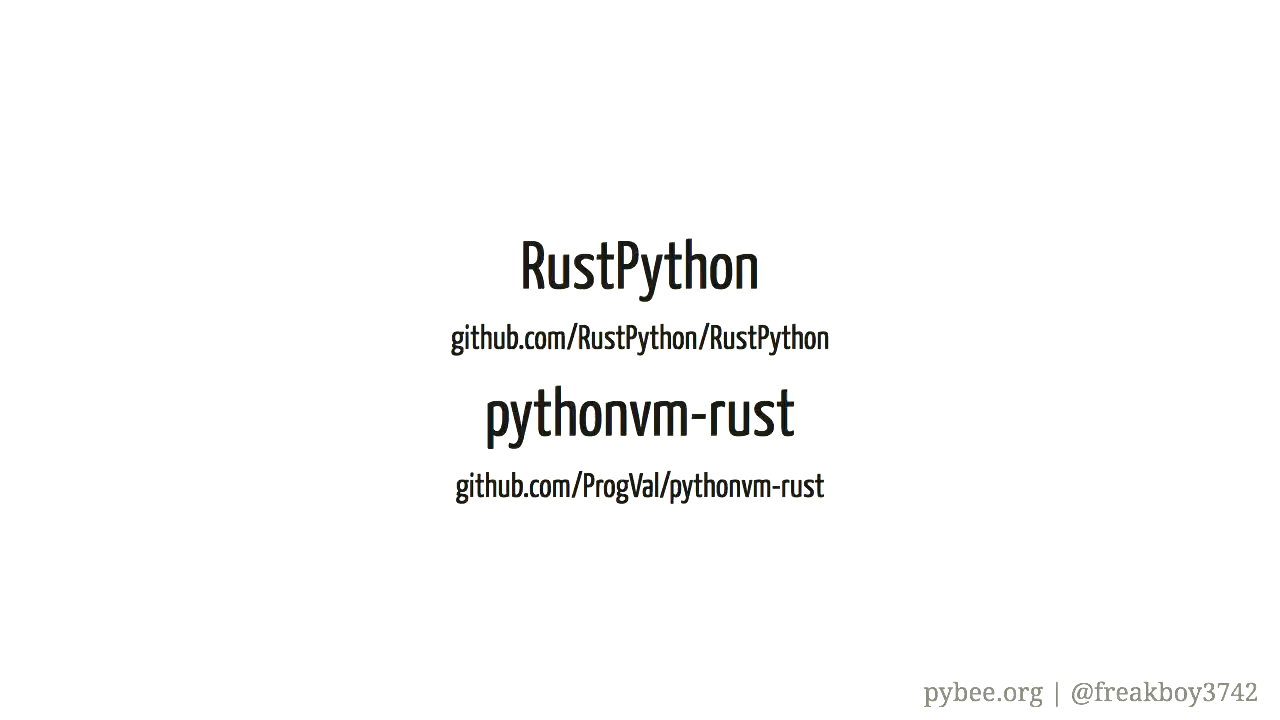 RustPython
github.com/RustPython/RustPython
pythonvm-rust
github.com/ProgVal/pythonvm-rust
pybee.org | @freakboy3742